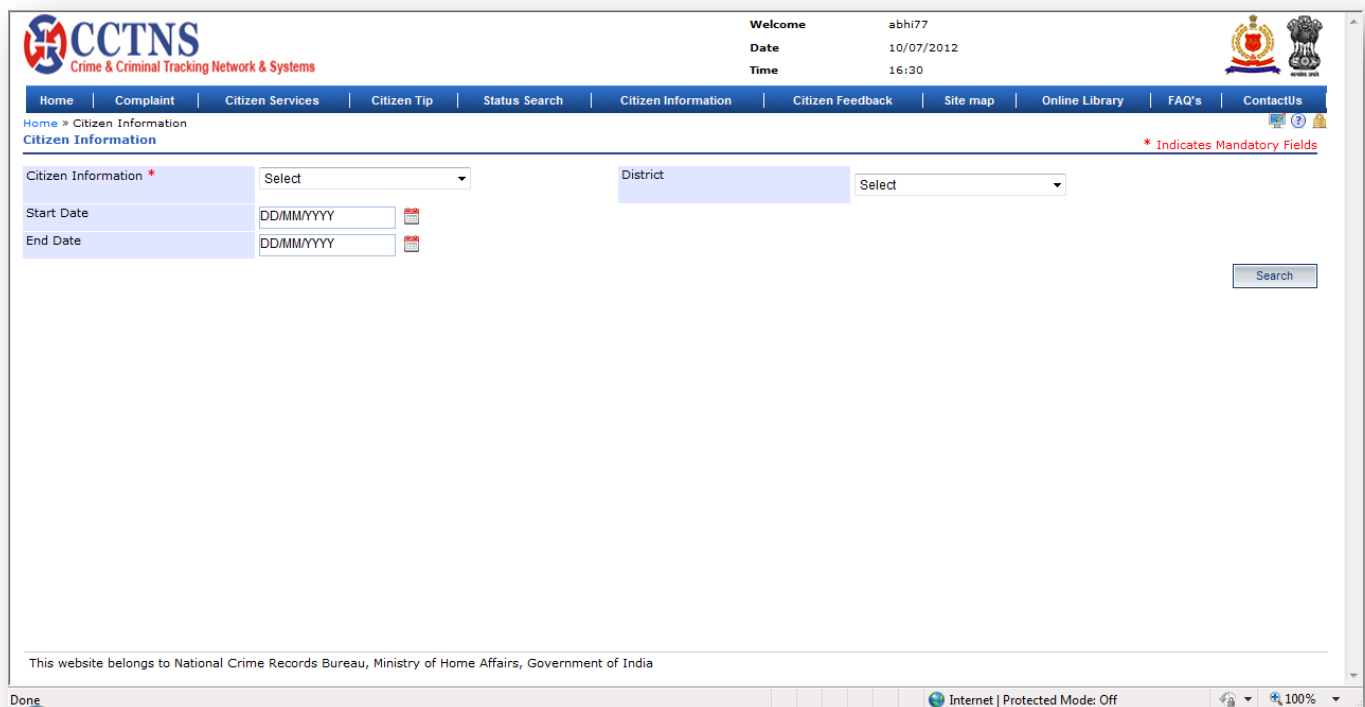 CCTNS
Crime & Criminal Tracking Network & Systems
Welcome abhi77
Date 10/07/2012
Time 16:30
Home Complaint Citizen Services Citizen Tip Status Search Citizen Information Citizen Feedback Site map Online Library FAQ's ContactUs
Home » Citizen Information
Citizen Information
* Indicates Mandatory Fields
Citizen Information * Select District Select
Start Date DD/MM/YYYY
End Date DD/MM/YYYY
Search
This website belongs to National Crime Records Bureau, Ministry of Home Affairs, Government of India
Done Internet | Protected Mode: Off 100%